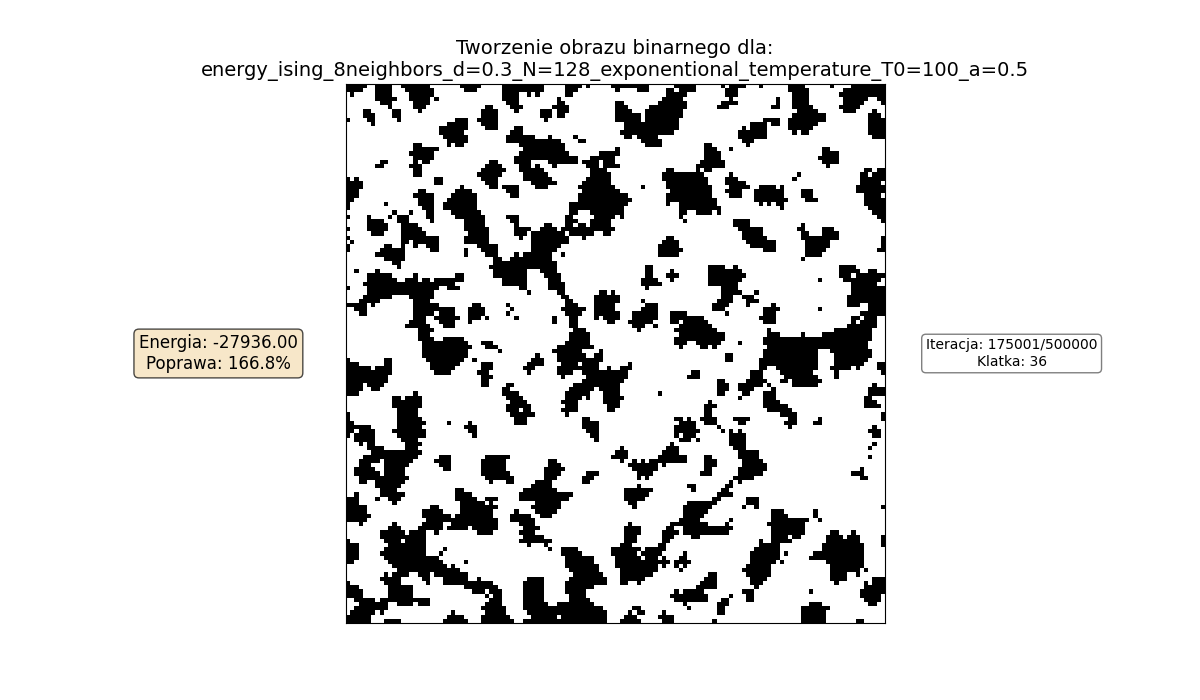 Tworzenie obrazu binarnego dla:
energy_ising_8neighbors_d=0.3_N=128_exponentional_temperature_T0=100_a=0.5
Energia: -27936.00
Poprawa: 166.8%
Iteracja: 175001/500000
Klatka: 36